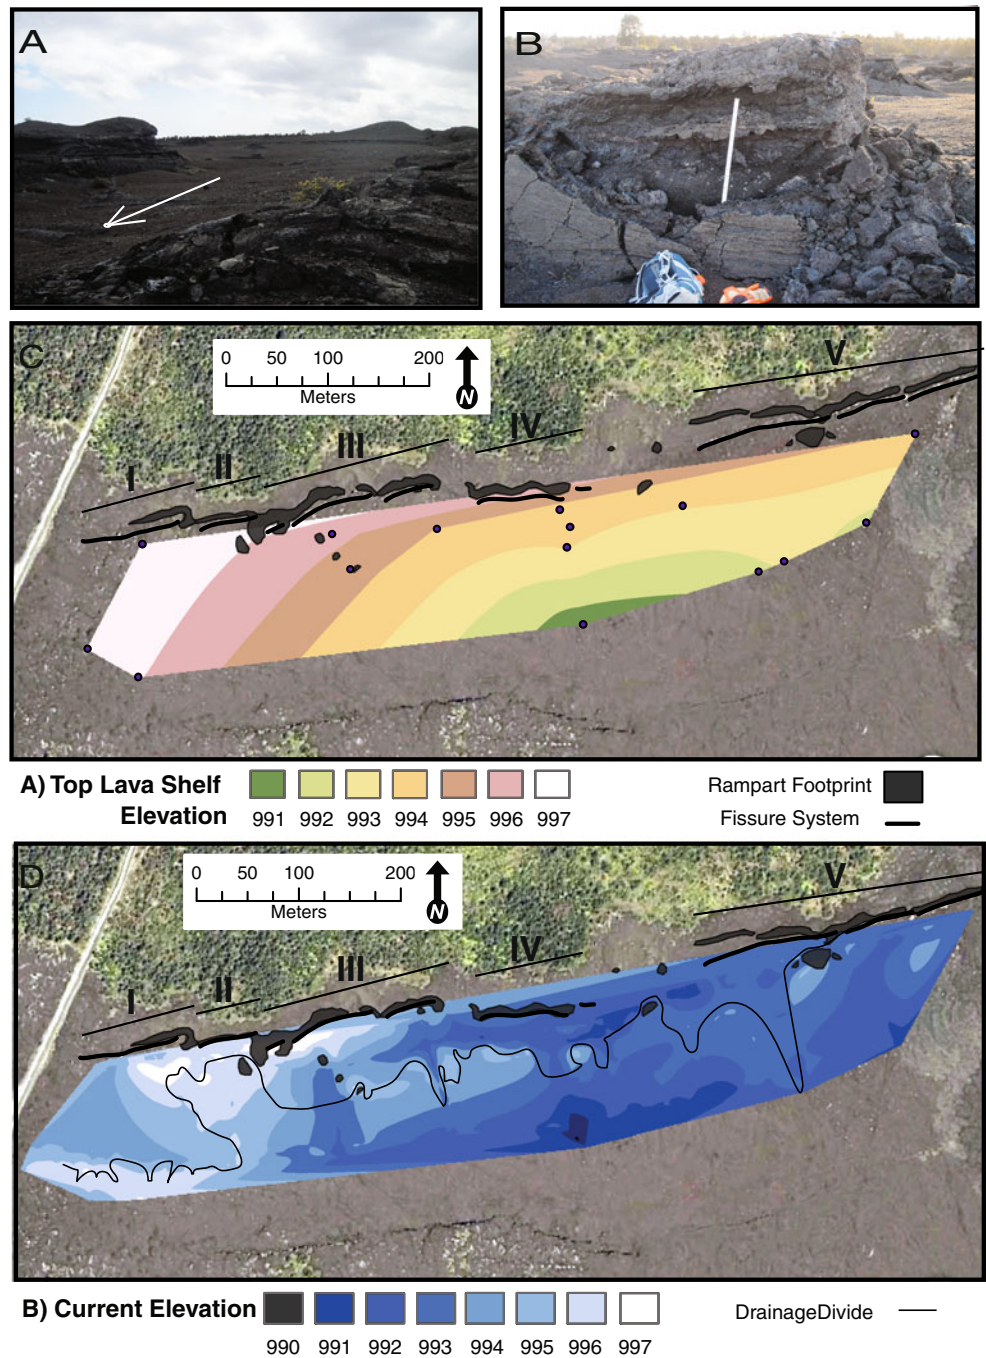 A
B
C
0 50 100 200
Meters
N
I
II
III
IV
V
A) Top Lava Shelf
Elevation
991 992 993 994 995 996 997
Rampart Footprint
Fissure System
D
0 50 100 200
Meters
N
I
II
III
IV
V
B) Current Elevation
990 991 992 993 994 995 996 997
DrainageDivide